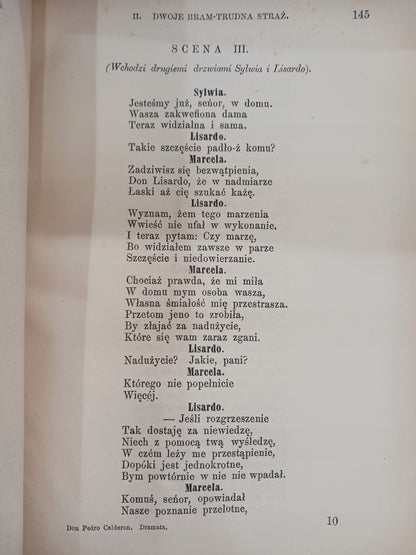 II. DWOJE BRAM-TRUDNA STRAŻ. 145
SCENA III.
(Wchodzi drugiemi drzwiami Sylwia i Lisardo).
Sylwia.
Jesteśmy już, señor, w domu.
Wasza zakwefiona dama
Teraz widzialna i sama.
Lisardo.
Takie szczęście padło-ż komu?
Marcela.
Zadziwisz się bezwątpienia,
Don Lisardo, że w nadmiarze
Łaski aż cię szukać każę.
Lisardo.
Wyznam, żem tego marzenia
Wwieść nie ufał w wykonanie.
I teraz pytam: Czy marzę,
Bo widziałem zawsze w parze
Szczęście i niedowierzanie.
Marcela.
Chociaż prawda, że mi miła
W domu mym osoba wasza,
Własna śmiałość mię przestrasza.
Przetom jeno to zrobiła,
By złajać za nadużycie,
Które się wam zaraz zgani.
Lisardo.
Nadużycie? Jakie, pani?
Marcela.
Którego nie popełnicie
Więcéj.
Lisardo.
— Jeśli rozgrzeszenie
Tak dostaję za niewiedzę,
Niech z pomocą twą wyśledzę,
W czém leży me przestąpienie,
Dopóki jest jednokrotne,
Bym powtórnie w nie nie wpadał.
Marcela.
Komuś, señor, opowiadał
Nasze poznanie przelotne,
Don Pedro Calderon. Dramata. 10